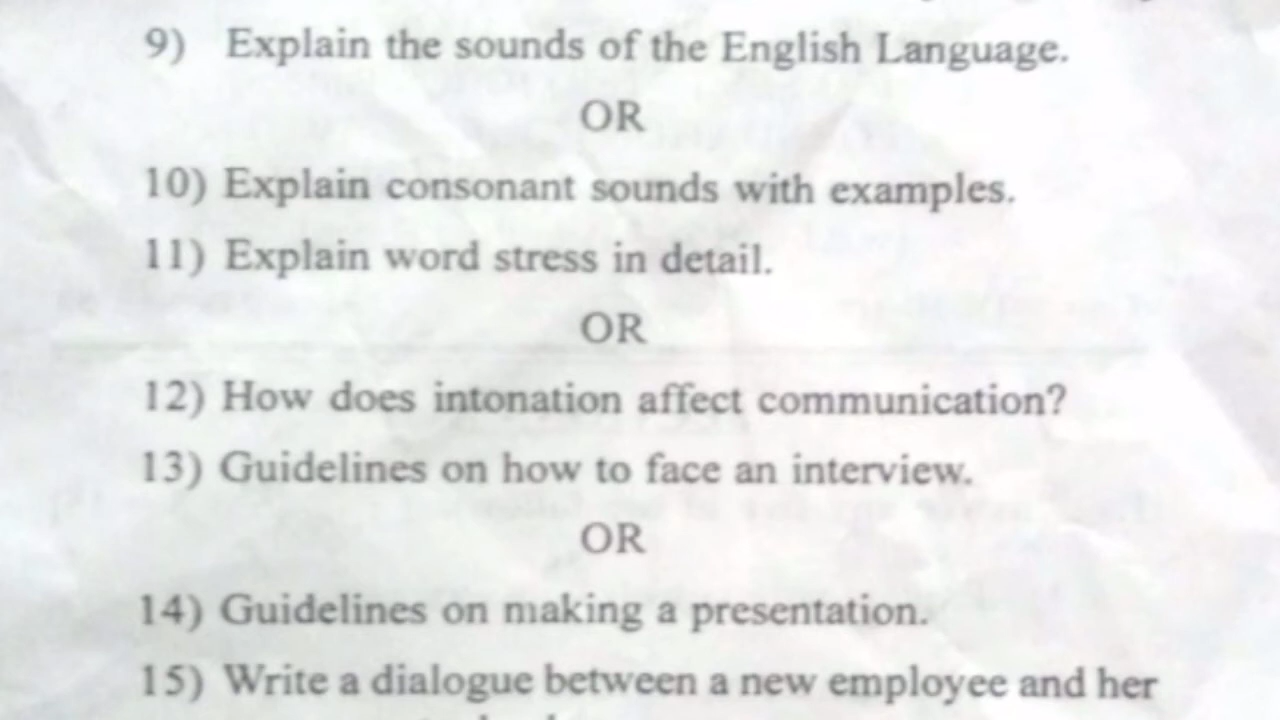 9) Explain the sounds of the English Language.
OR
10) Explain consonant sounds with examples.
11) Explain word stress in detail.
OR
12) How does intonation affect communication?
13) Guidelines on how to face an interview.
OR
14) Guidelines on making a presentation.
15) Write a dialogue between a new employee and her